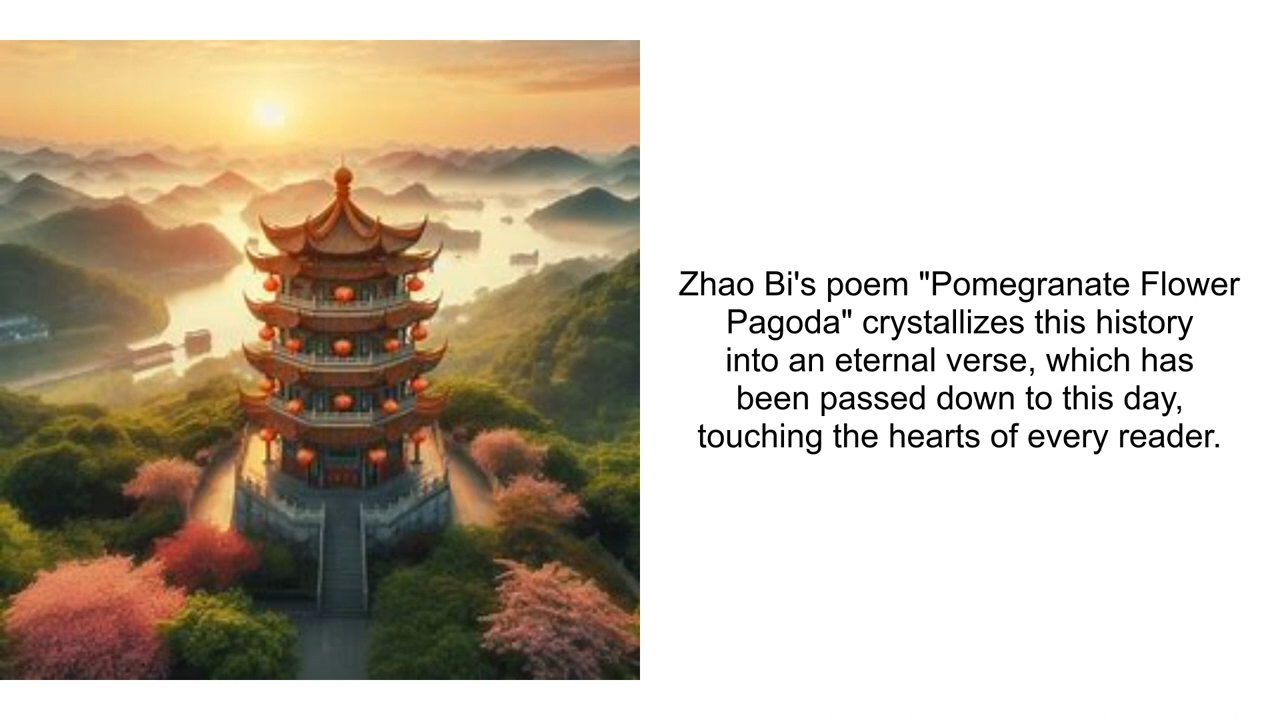 Zhao Bi's poem "Pomegranate Flower
Pagoda" crystallizes this history
into an eternal verse, which has
been passed down to this day,
touching the hearts of every reader.